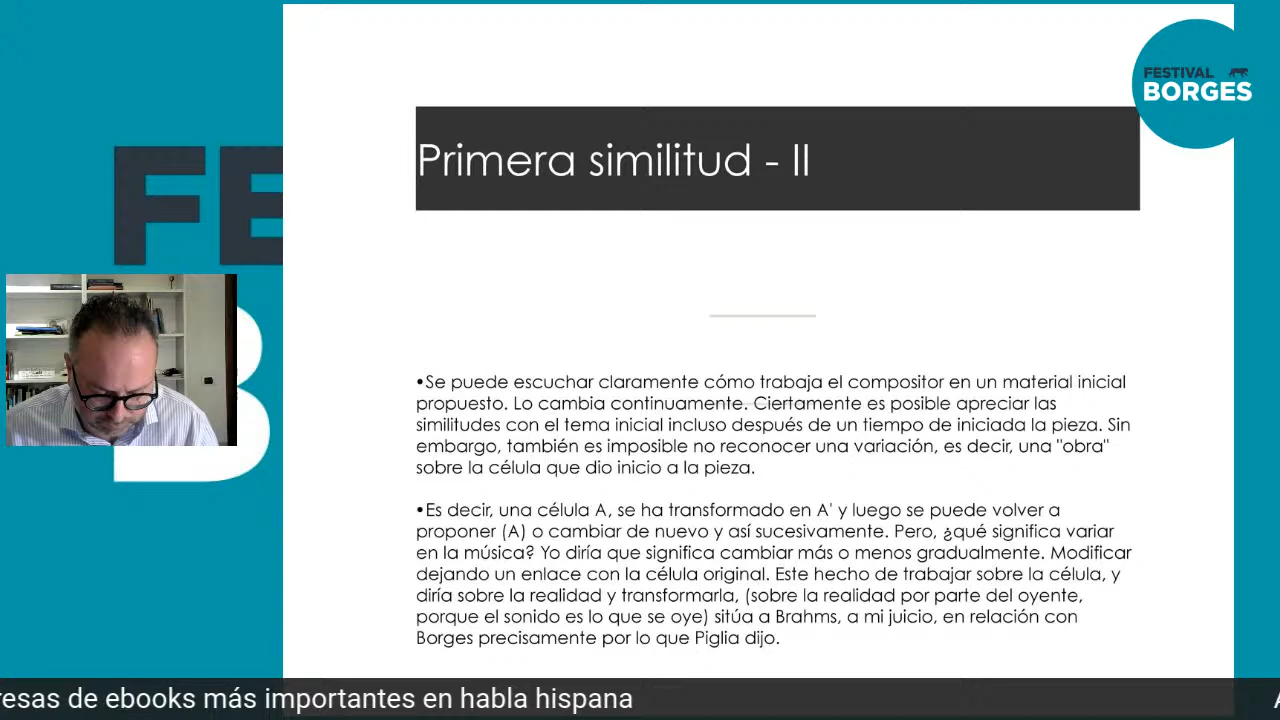 FESTIVAL
BORGES
Primera similitud - II
FE
B
•Se puede escuchar claramente cómo trabaja el compositor en un material inicial
propuesto. Lo cambia continuamente. Ciertamente es posible apreciar las
similitudes con el tema inicial incluso después de un tiempo de iniciada la pieza. Sin
embargo, también es imposible no reconocer una variación, es decir, una "obra"
sobre la célula que dio inicio a la pieza.
•Es decir, una célula A, se ha transformado en A' y luego se puede volver a
proponer (A) o cambiar de nuevo y así sucesivamente. Pero, ¿qué significa variar
en la música? Yo diría que significa cambiar más o menos gradualmente. Modificar
dejando un enlace con la célula original. Este hecho de trabajar sobre la célula, y
diría sobre la realidad y transformarla, (sobre la realidad por parte del oyente,
porque el sonido es lo que se oye) sitúa a Brahms, a mi juicio, en relación con
Borges precisamente por lo que Piglia dijo.
resas de ebooks más importantes en habla hispana